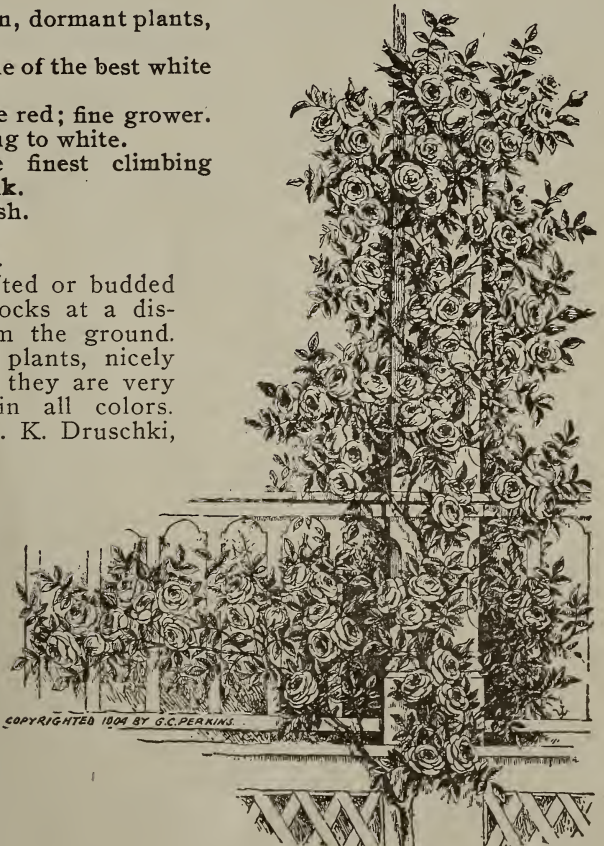 n, dormant plants,
e of the best white
e red; fine grower.
g to white.
e finest climbing
k.
sh.
ted or budded
ocks at a dis-
m the ground.
plants, nicely
they are very
in all colors.
. K. Druschki,
COPYRIGHTED 1904 BY G.C. PERKINS.